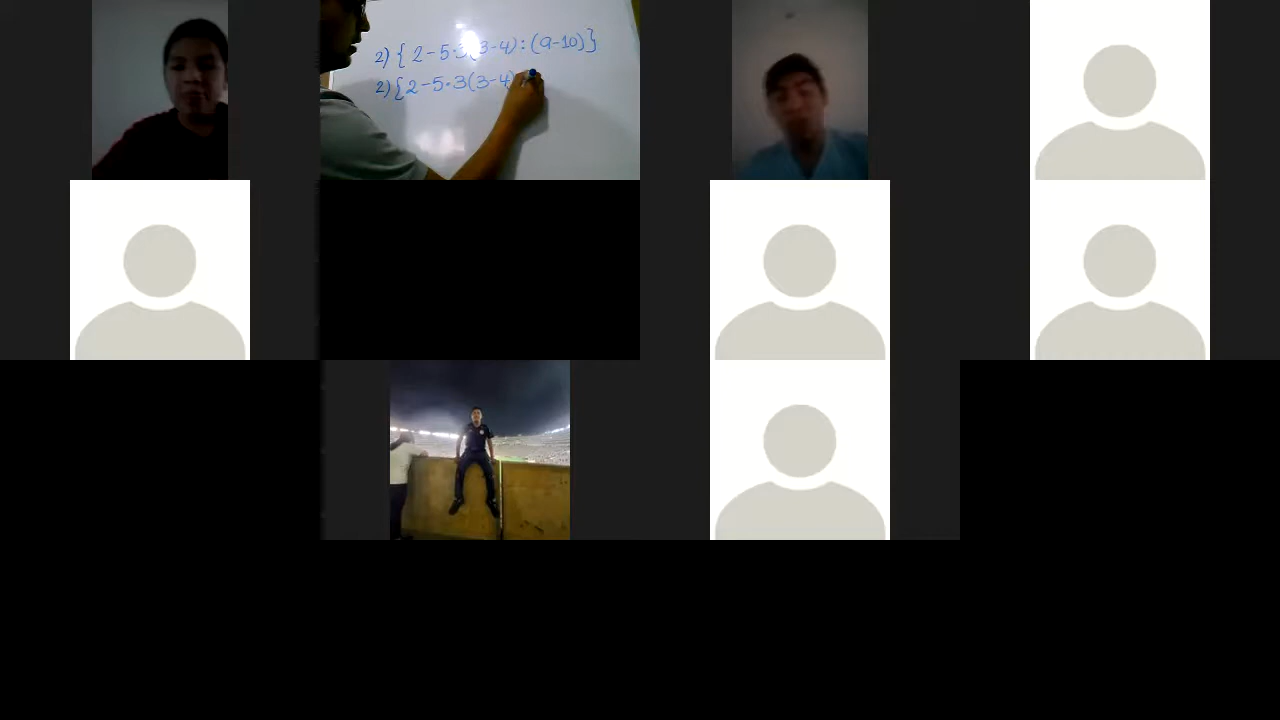 2) { 2-5·3(3-4):(9-10)}
2) {2-5·3(3-4)